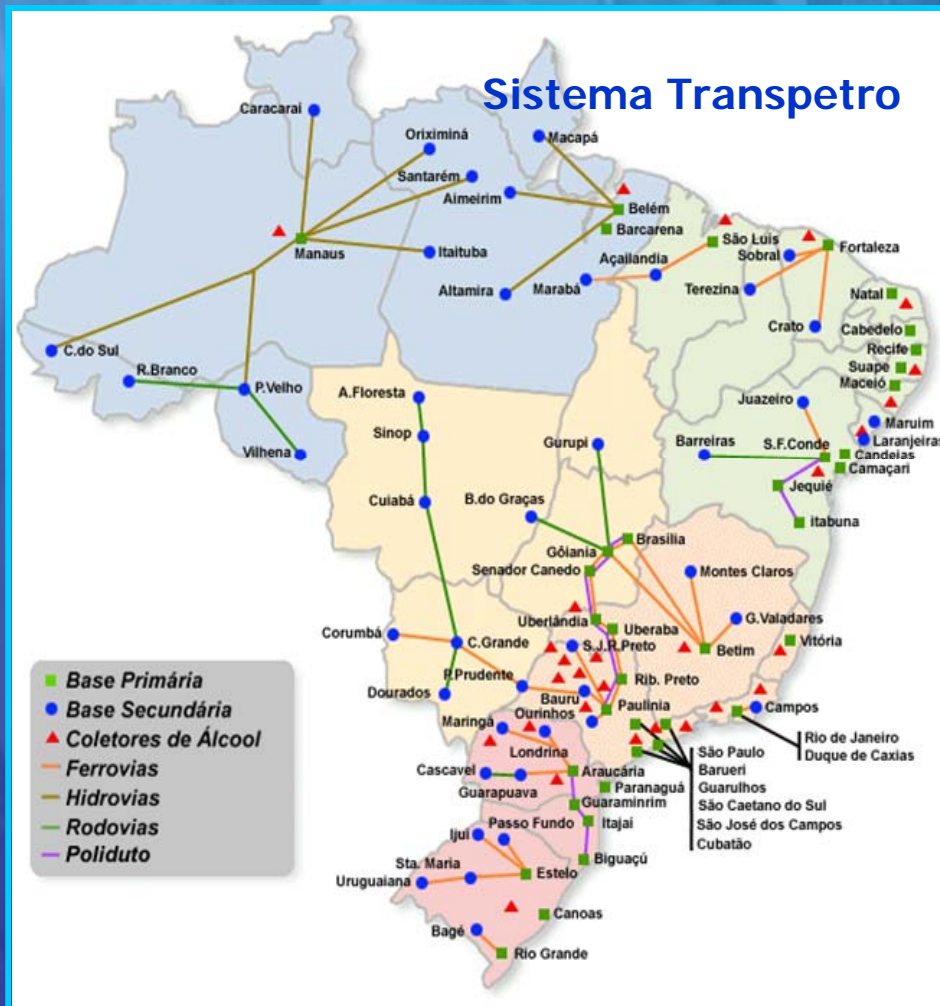 Sistema Transpetro
Caracaraí
Oriximiná
Macapá
Santarém
Aimeirim
Belém
Barcarena
São Luis
Fortaleza
Manaus
Itaituba
Açailandia
Sobral
Altamira
Marabá
Terezina
Natal
Crato
Cabedelo
Recife
Suape
Maceió
C.do Sul
R.Branco
P.Velho
A.Floresta
Juazeiro
Maruim
Laranjeiras
Sinop
Gurupi
Barreiras
S.F.Conde
Candeias
Camaçari
Vilhena
Cuiabá
B.do Graças
Jequié
itabuna
Brasília
Gôiania
Senador Canedo
Montes Claros
Uberlândia
G.Valadares
Corumbá
C.Grande
Uberaba
S.J.R.Preto
Betim
Vitória
P.Prudente
Rib. Preto
Dourados
Bauru
Paulínia
Campos
Maringá
Ourinhos
Londrina
Rio de Janeiro
Duque de Caxias
São Paulo
Barueri
Guarulhos
São Caetano do Sul
São José dos Campos
Cubatão
Cascavel
Araucária
Guarapuava
Paranaguá
Guaraminrim
Passo Fundo
Itajaí
Ijuí
Biguaçú
Sta. Maria
Uruguaiana
Estelo
Canoas
Bagé
Rio Grande
Base Primária
Base Secundária
Coletores de Álcool
Ferrovias
Hidrovias
Rodovias
Poliduto